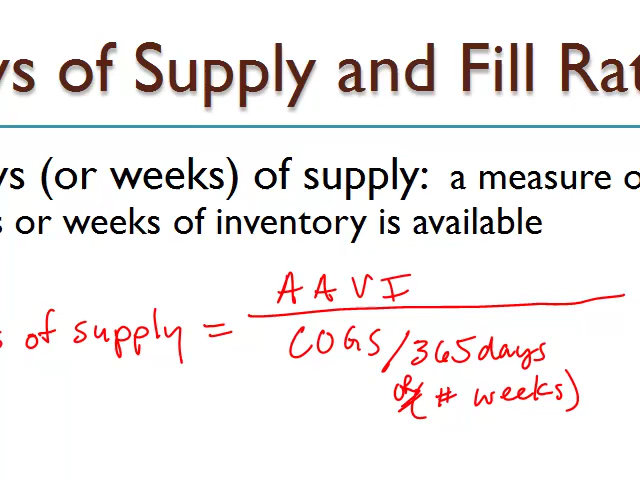 ys of Supply and Fill Rat
ys (or weeks) of supply: a measure o
s or weeks of inventory is available
AAVI
s of supply = COGS/365days
or (# weeks)